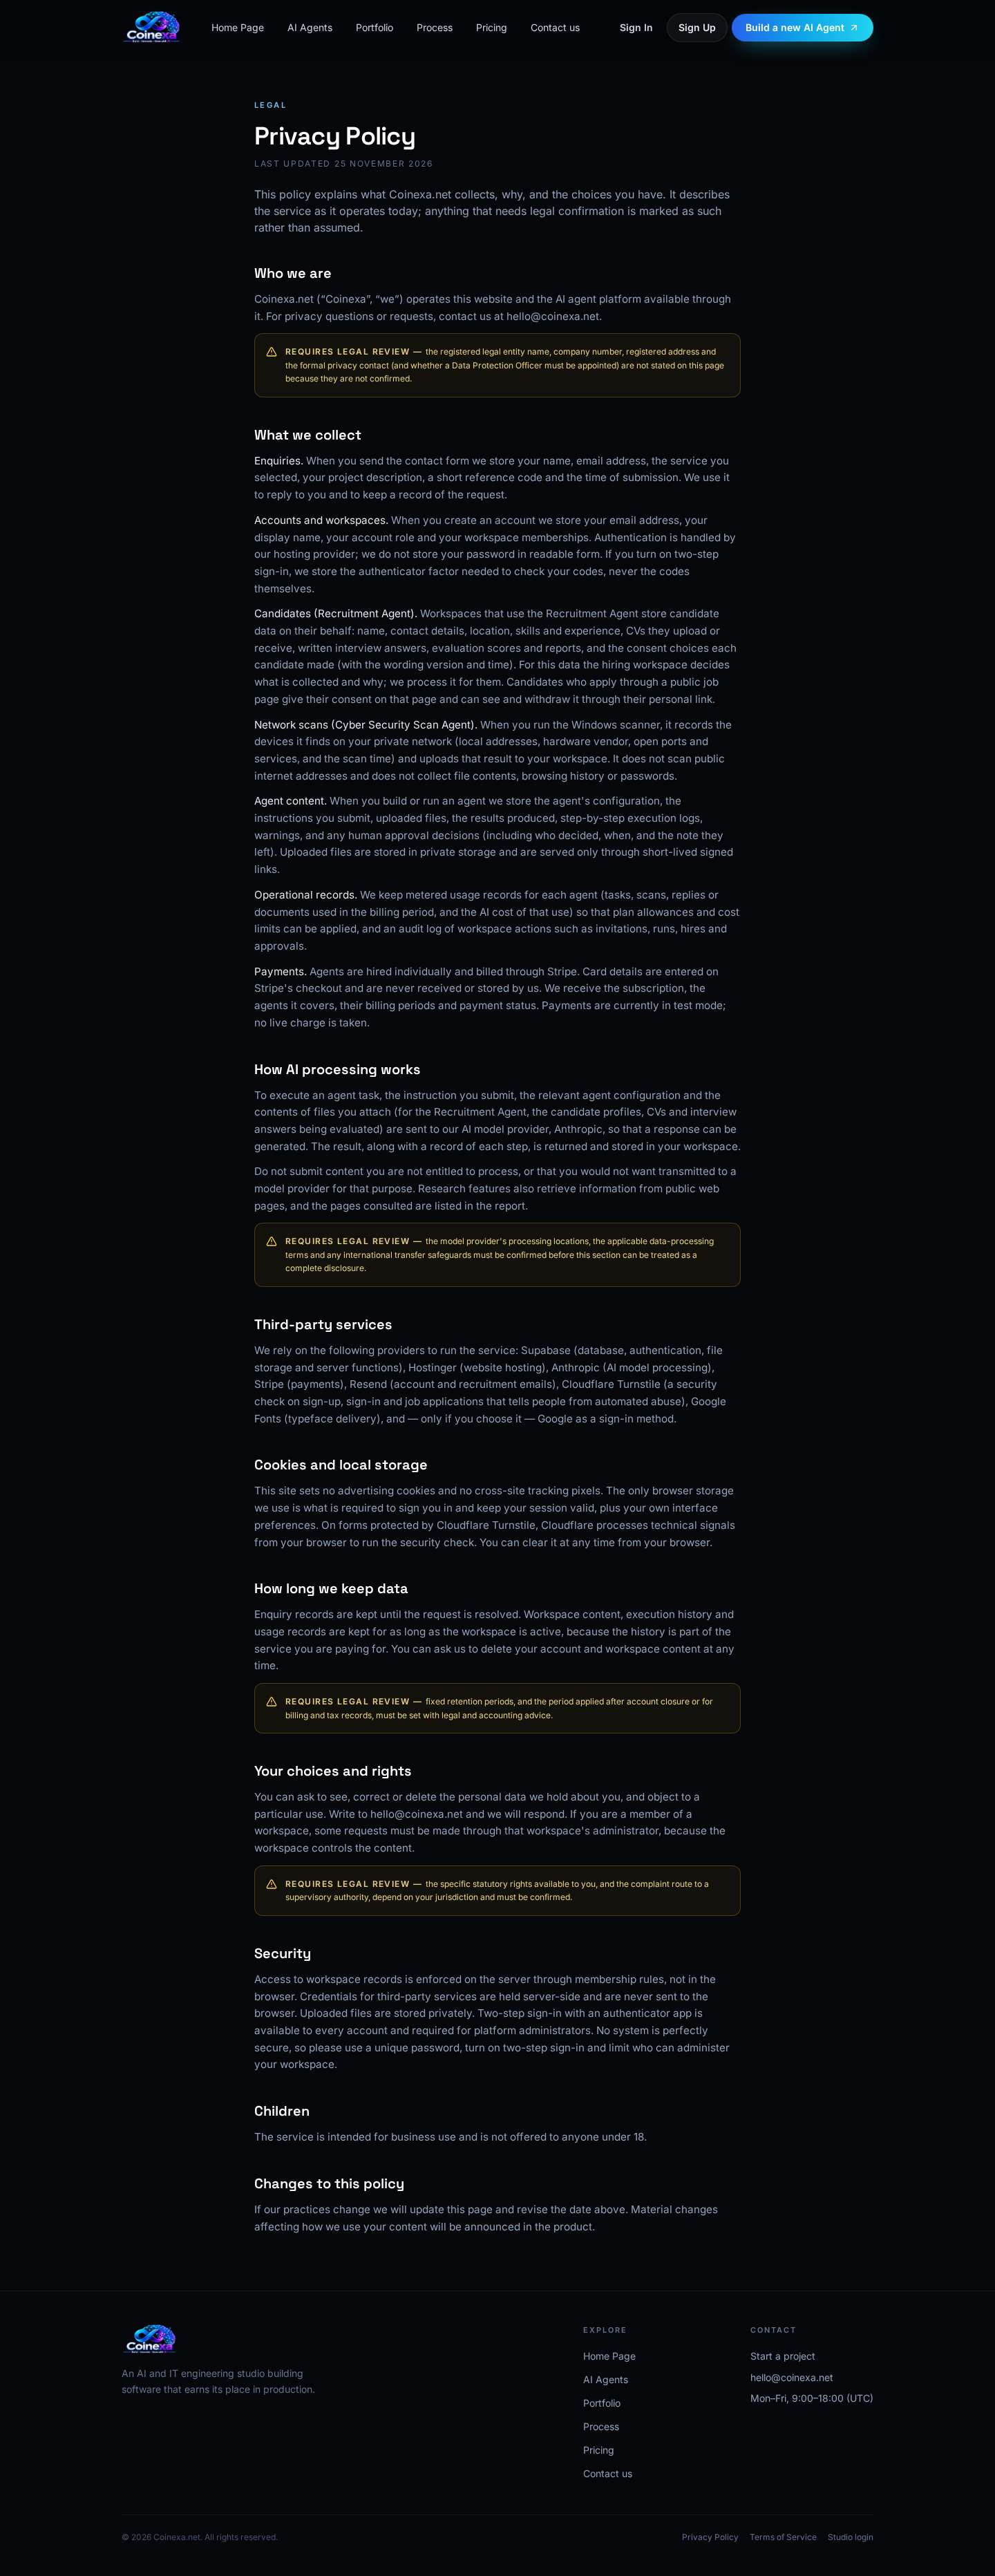 Coinexa
Home Page
AI Agents
Portfolio
Process
Pricing
Contact us
Sign In
Sign Up
Build a new AI Agent
LEGAL
Privacy Policy
LAST UPDATED 25 NOVEMBER 2026
This policy explains what Coinexa.net collects, why, and the choices you have. It describes
the service as it operates today; anything that needs legal confirmation is marked as such
rather than assumed.
Who we are
Coinexa.net (“Coinexa”, “we”) operates this website and the AI agent platform available through
it. For privacy questions or requests, contact us at hello@coinexa.net.
REQUIRES LEGAL REVIEW — the registered legal entity name, company number, registered address and
the formal privacy contact (and whether a Data Protection Officer must be appointed) are not stated on this page
because they are not confirmed.
What we collect
Enquiries. When you send the contact form we store your name, email address, the service you
selected, your project description, a short reference code and the time of submission. We use it
to reply to you and to keep a record of the request.
Accounts and workspaces. When you create an account we store your email address, your
display name, your account role and your workspace memberships. Authentication is handled by
our hosting provider; we do not store your password in readable form. If you turn on two-step
sign-in, we store the authenticator factor needed to check your codes, never the codes
themselves.
Candidates (Recruitment Agent). Workspaces that use the Recruitment Agent store candidate
data on their behalf: name, contact details, location, skills and experience, CVs they upload or
receive, written interview answers, evaluation scores and reports, and the consent choices each
candidate made (with the wording version and time). For this data the hiring workspace decides
what is collected and why; we process it for them. Candidates who apply through a public job
page give their consent on that page and can see and withdraw it through their personal link.
Network scans (Cyber Security Scan Agent). When you run the Windows scanner, it records the
devices it finds on your private network (local addresses, hardware vendor, open ports and
services, and the scan time) and uploads that result to your workspace. It does not scan public
internet addresses and does not collect file contents, browsing history or passwords.
Agent content. When you build or run an agent we store the agent's configuration, the
instructions you submit, uploaded files, the results produced, step-by-step execution logs,
warnings, and any human approval decisions (including who decided, when, and the note they
left). Uploaded files are stored in private storage and are served only through short-lived signed
links.
Operational records. We keep metered usage records for each agent (tasks, scans, replies or
documents used in the billing period, and the AI cost of that use) so that plan allowances and cost
limits can be applied, and an audit log of workspace actions such as invitations, runs, hires and
approvals.
Payments. Agents are hired individually and billed through Stripe. Card details are entered on
Stripe's checkout and are never received or stored by us. We receive the subscription, the
agents it covers, their billing periods and payment status. Payments are currently in test mode;
no live charge is taken.
How AI processing works
To execute an agent task, the instruction you submit, the relevant agent configuration and the
contents of files you attach (for the Recruitment Agent, the candidate profiles, CVs and interview
answers being evaluated) are sent to our AI model provider, Anthropic, so that a response can be
generated. The result, along with a record of each step, is returned and stored in your workspace.
Do not submit content you are not entitled to process, or that you would not want transmitted to a
model provider for that purpose. Research features also retrieve information from public web
pages, and the pages consulted are listed in the report.
REQUIRES LEGAL REVIEW — the model provider's processing locations, the applicable data-processing
terms and any international transfer safeguards must be confirmed before this section can be treated as a
complete disclosure.
Third-party services
We rely on the following providers to run the service: Supabase (database, authentication, file
storage and server functions), Hostinger (website hosting), Anthropic (AI model processing),
Stripe (payments), Resend (account and recruitment emails), Cloudflare Turnstile (a security
check on sign-up, sign-in and job applications that tells people from automated abuse), Google
Fonts (typeface delivery), and — only if you choose it — Google as a sign-in method.
Cookies and local storage
This site sets no advertising cookies and no cross-site tracking pixels. The only browser storage
we use is what is required to sign you in and keep your session valid, plus your own interface
preferences. On forms protected by Cloudflare Turnstile, Cloudflare processes technical signals
from your browser to run the security check. You can clear it at any time from your browser.
How long we keep data
Enquiry records are kept until the request is resolved. Workspace content, execution history and
usage records are kept for as long as the workspace is active, because the history is part of the
service you are paying for. You can ask us to delete your account and workspace content at any
time.
REQUIRES LEGAL REVIEW — fixed retention periods, and the period applied after account closure or for
billing and tax records, must be set with legal and accounting advice.
Your choices and rights
You can ask to see, correct or delete the personal data we hold about you, and object to a
particular use. Write to hello@coinexa.net and we will respond. If you are a member of a
workspace, some requests must be made through that workspace's administrator, because the
workspace controls the content.
REQUIRES LEGAL REVIEW — the specific statutory rights available to you, and the complaint route to a
supervisory authority, depend on your jurisdiction and must be confirmed.
Security
Access to workspace records is enforced on the server through membership rules, not in the
browser. Credentials for third-party services are held server-side and are never sent to the
browser. Uploaded files are stored privately. Two-step sign-in with an authenticator app is
available to every account and required for platform administrators. No system is perfectly
secure, so please use a unique password, turn on two-step sign-in and limit who can administer
your workspace.
Children
The service is intended for business use and is not offered to anyone under 18.
Changes to this policy
If our practices change we will update this page and revise the date above. Material changes
affecting how we use your content will be announced in the product.
Coinexa
An AI and IT engineering studio building
software that earns its place in production.
EXPLORE
Home Page
AI Agents
Portfolio
Process
Pricing
Contact us
CONTACT
Start a project
hello@coinexa.net
Mon–Fri, 9:00–18:00 (UTC)
© 2026 Coinexa.net. All rights reserved.
Privacy Policy
Terms of Service
Studio login